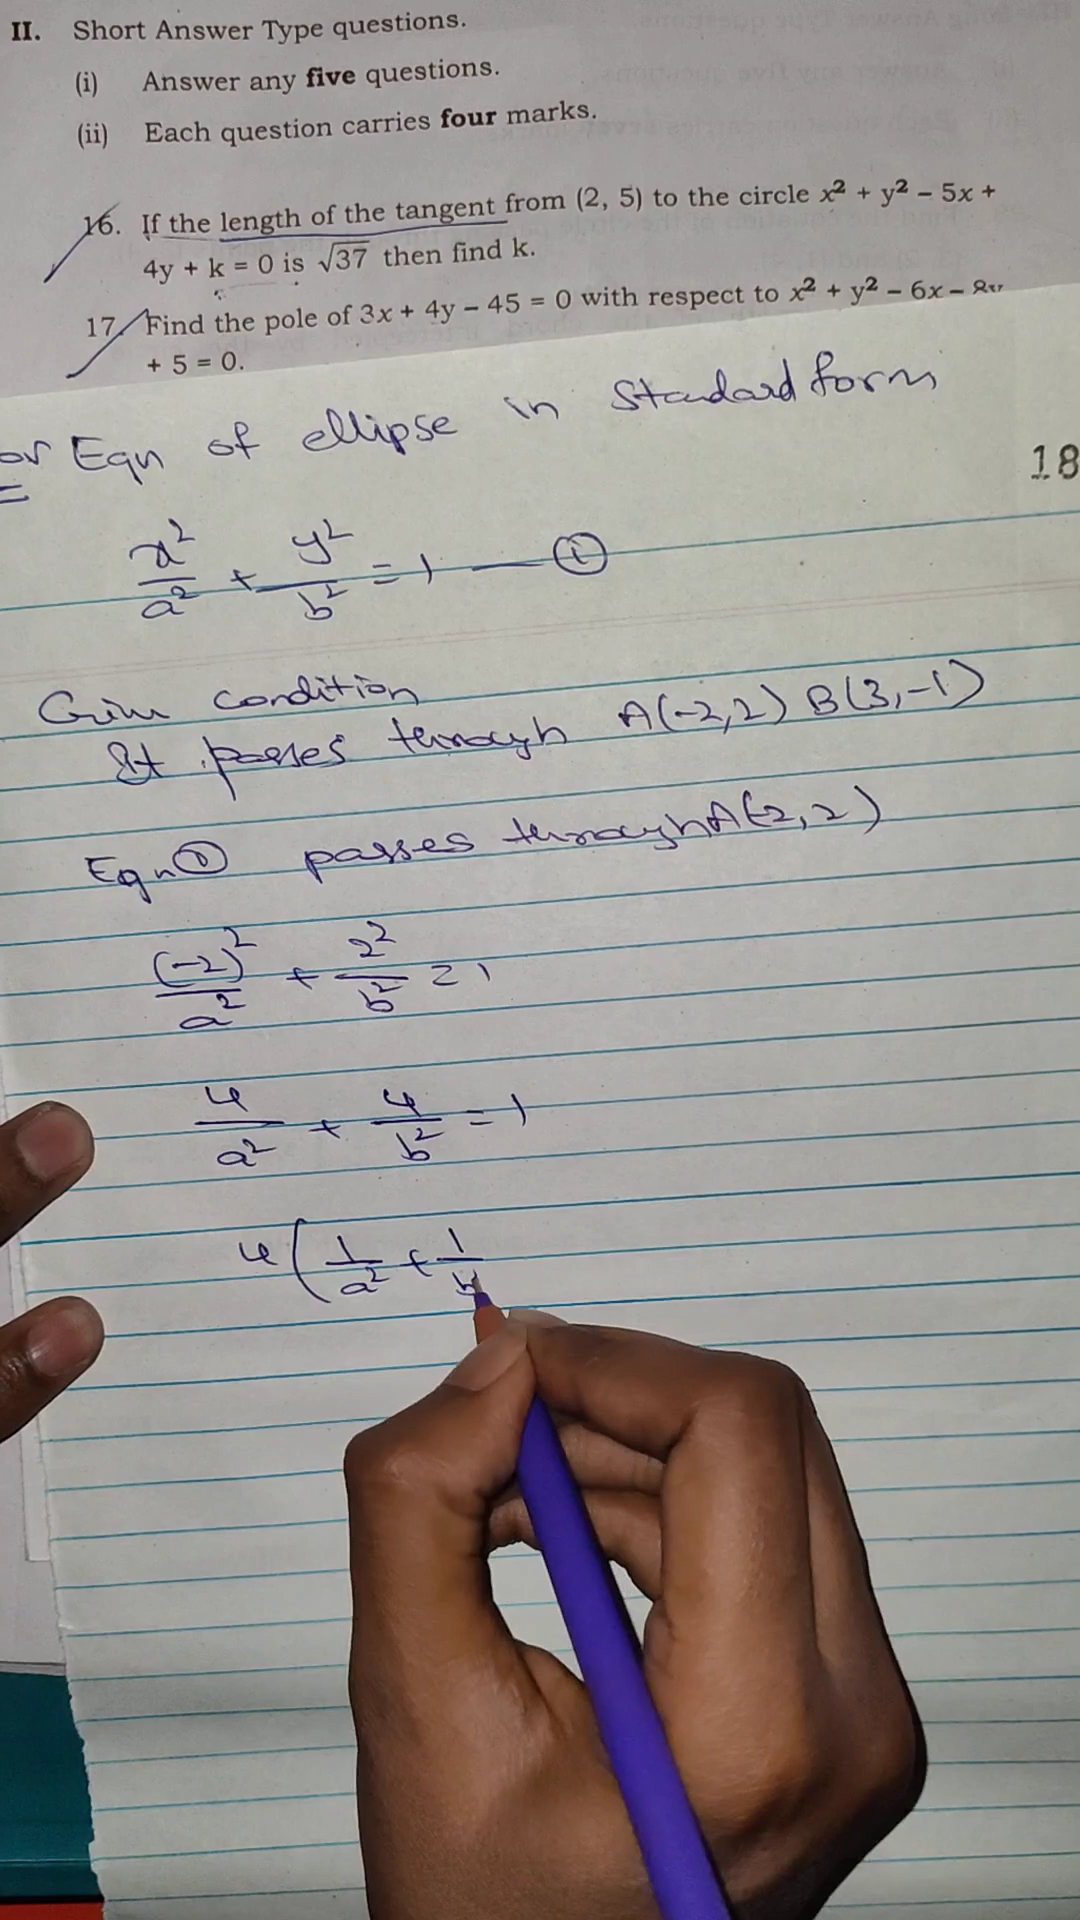 II. Short Answer Type questions.
(i) Answer any five questions.
(ii) Each question carries four marks.
16. If the length of the tangent from (2, 5) to the circle x² + y² – 5x +
4y + k = 0 is √37 then find k.
17. Find the pole of 3x + 4y – 45 = 0 with respect to x² + y² – 6x – 8y
+ 5 = 0.
Eqn of ellipse in Standard form
18
x²/a² + y²/b² = 1 — ①
condition
It passes through A(-2,2) B(3,-1)
Eqn ① passes through A(-2,2)
(-2)²/a² + 2²/b² = 1
4/a² + 4/b² = 1
4(1/a² + 1/b